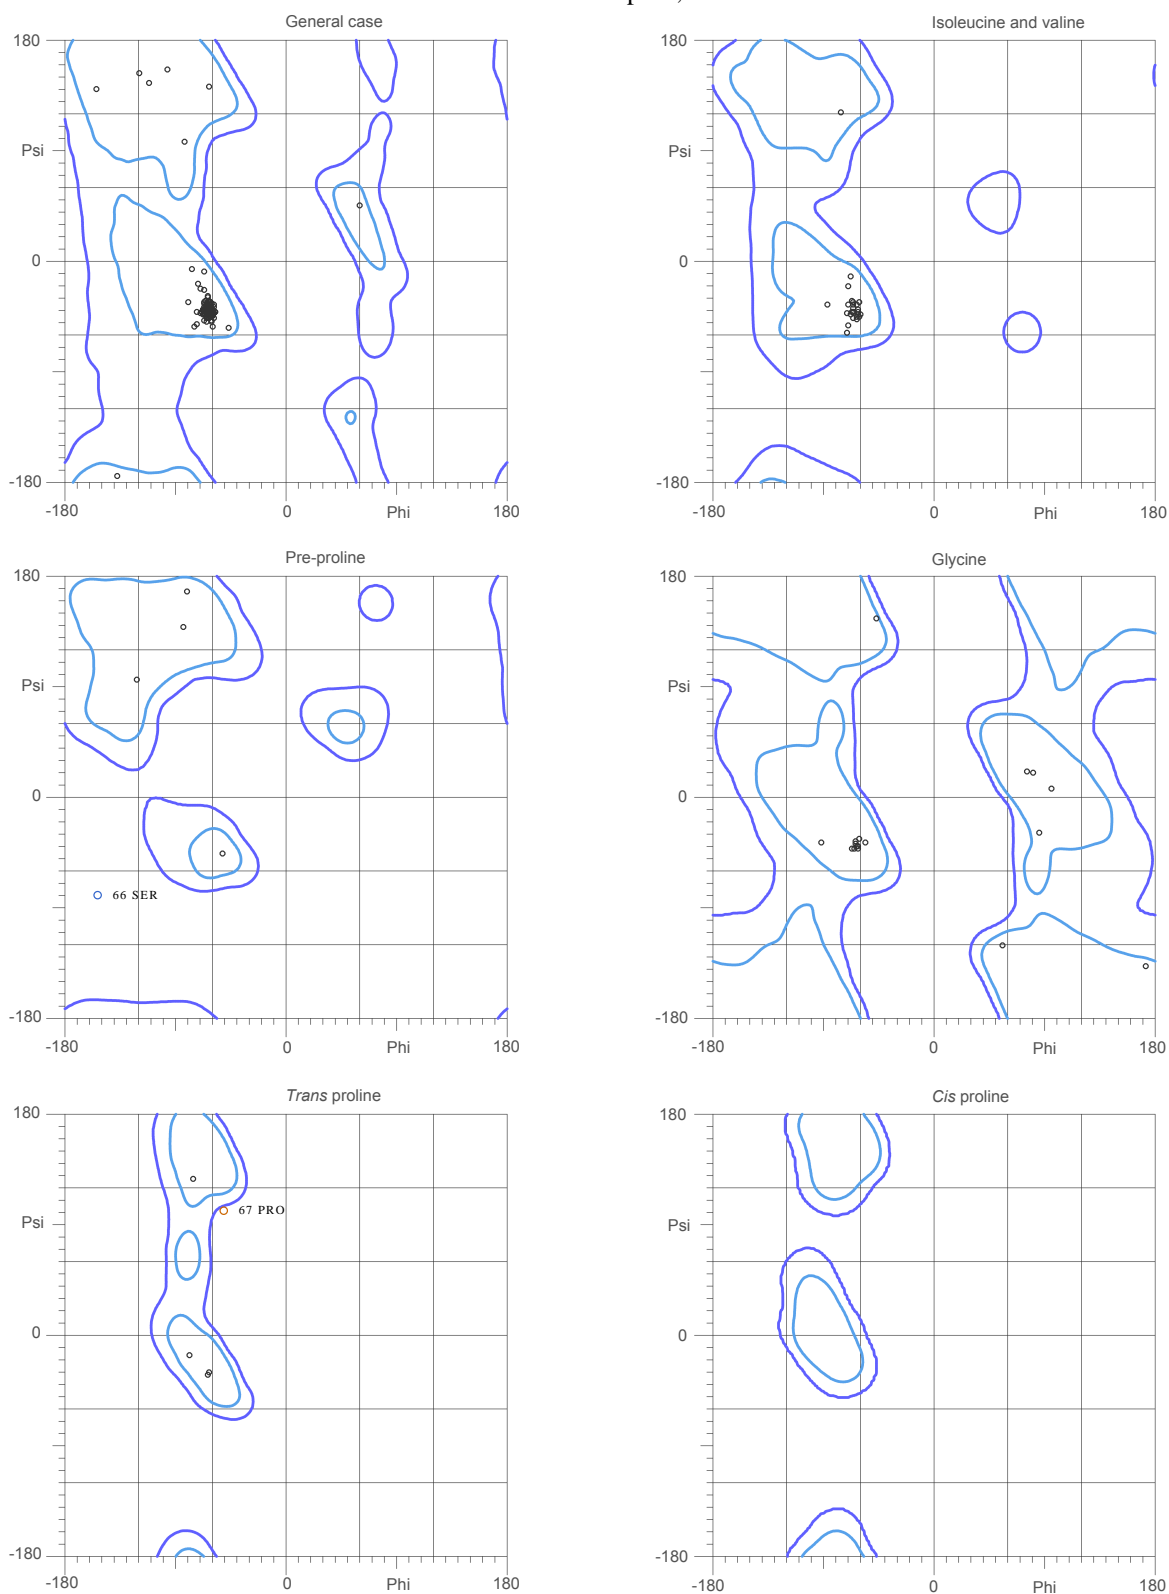 General case
Isoleucine and valine
180
180
Psi
Psi
0
0
-180
-180
-180
0
Phi
180
-180
0
Phi
180
Pre-proline
Glycine
180
180
Psi
Psi
0
0
66 SER
-180
-180
-180
0
Phi
180
-180
0
Phi
180
Trans proline
Cis proline
180
180
67 PRO
Psi
Psi
0
0
-180
-180
-180
0
Phi
180
-180
0
Phi
180